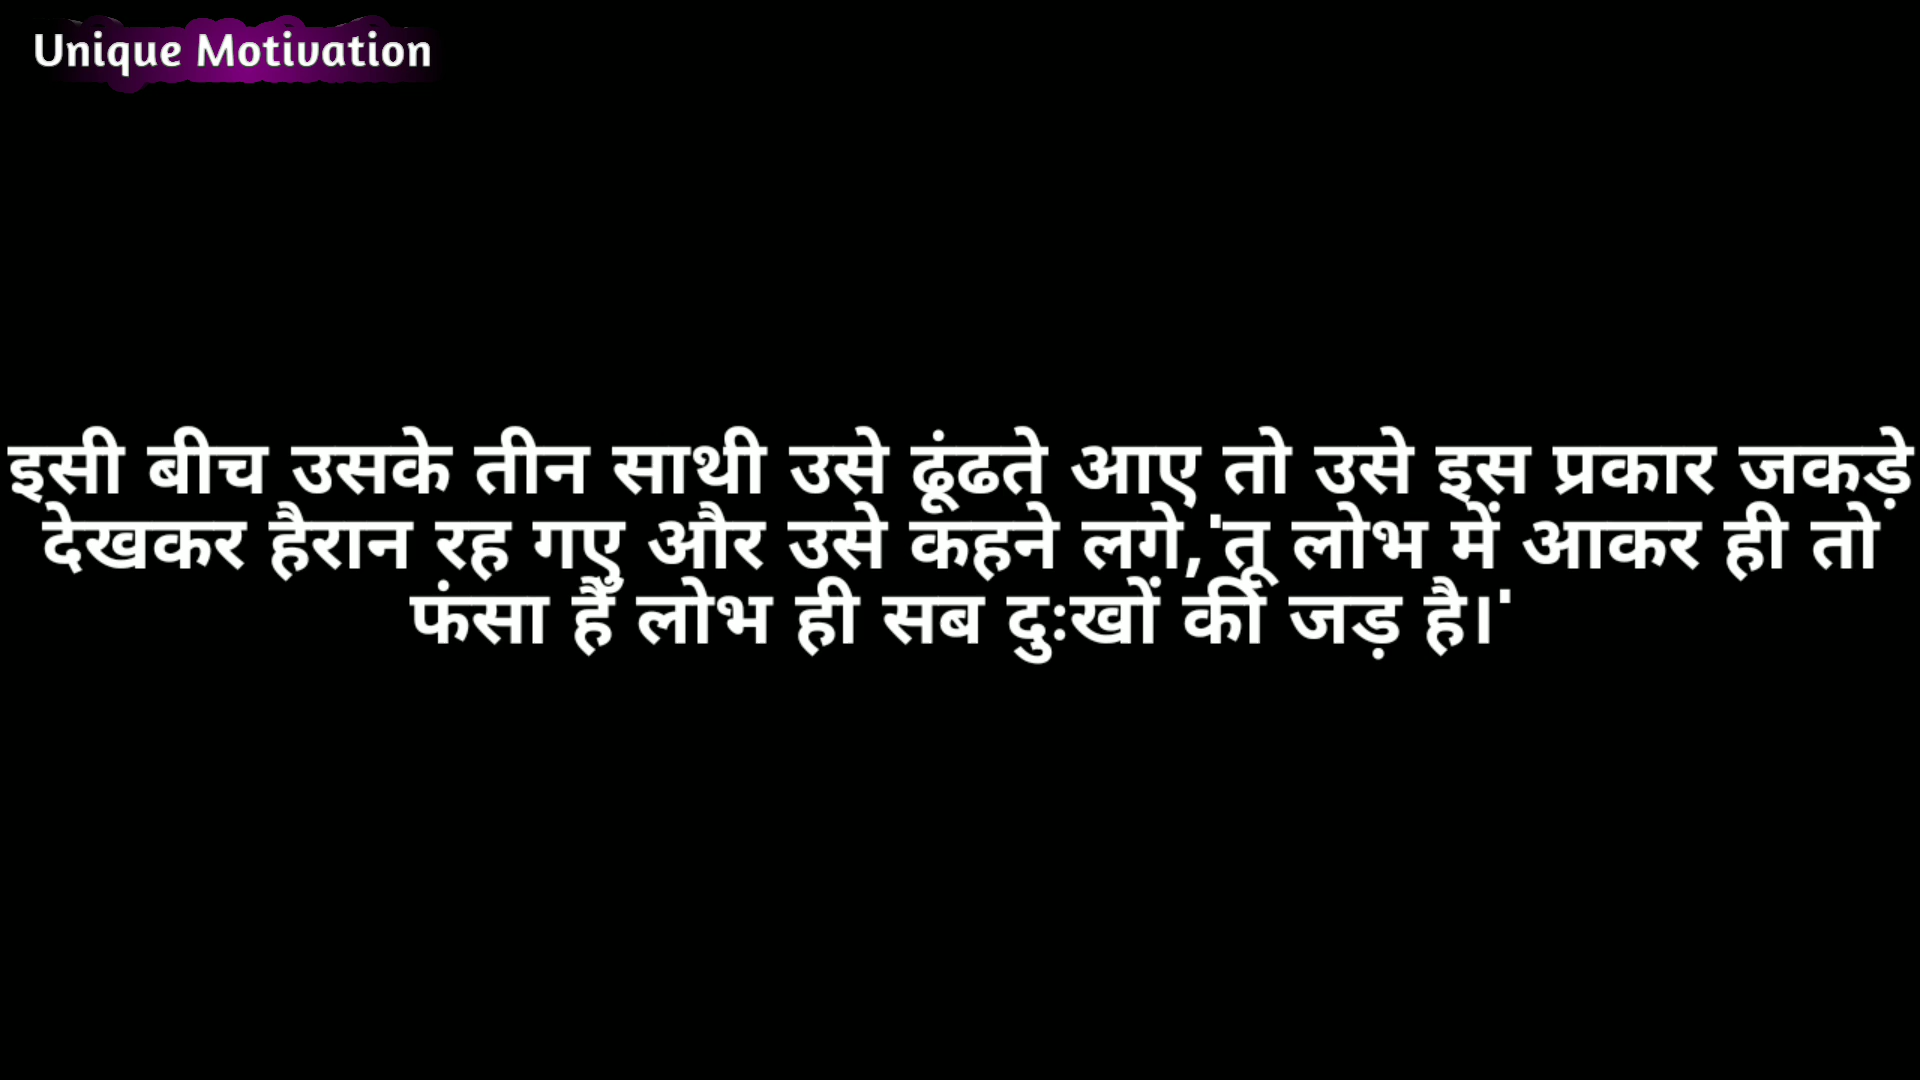 Unique Motivation
इसी बीच उसके तीन साथी उसे ढूंढते आए तो उसे इस प्रकार जकड़े
देखकर हैरान रह गए और उसे कहने लगे,'तू लोभ में आकर ही तो
फंसा हैं लोभ ही सब दुःखों की जड़ है।'